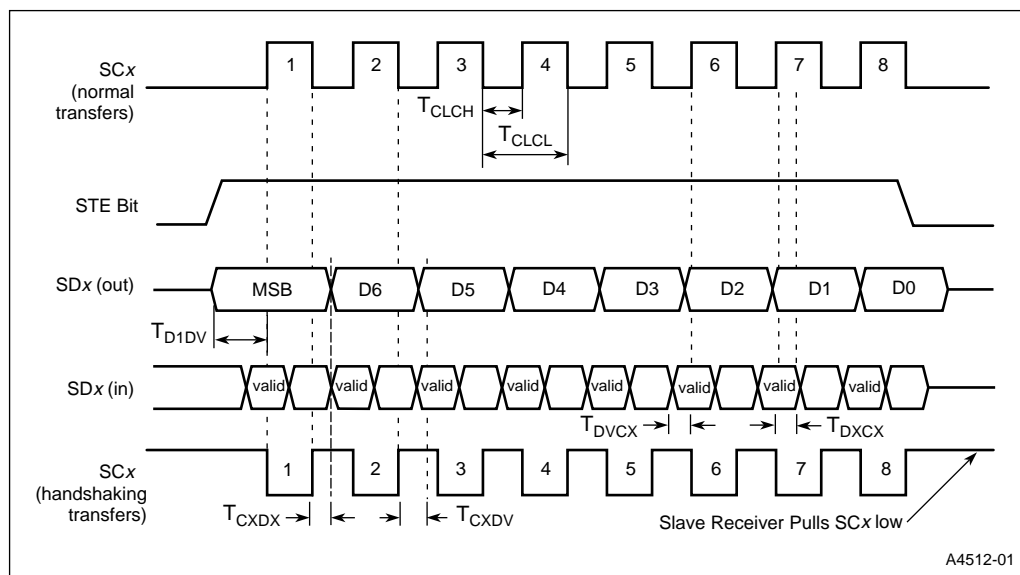 SCx
(normal
transfers)
1 2 3 4 5 6 7 8
TCLCH
TCLCL
STE Bit
SDx (out)
MSB D6 D5 D4 D3 D2 D1 D0
TD1DV
SDx (in)
valid valid valid valid valid valid valid valid
TDVCX TDXCX
SCx
(handshaking
transfers)
1 2 3 4 5 6 7 8
TCXDX TCXDV
Slave Receiver Pulls SCx low
A4512-01